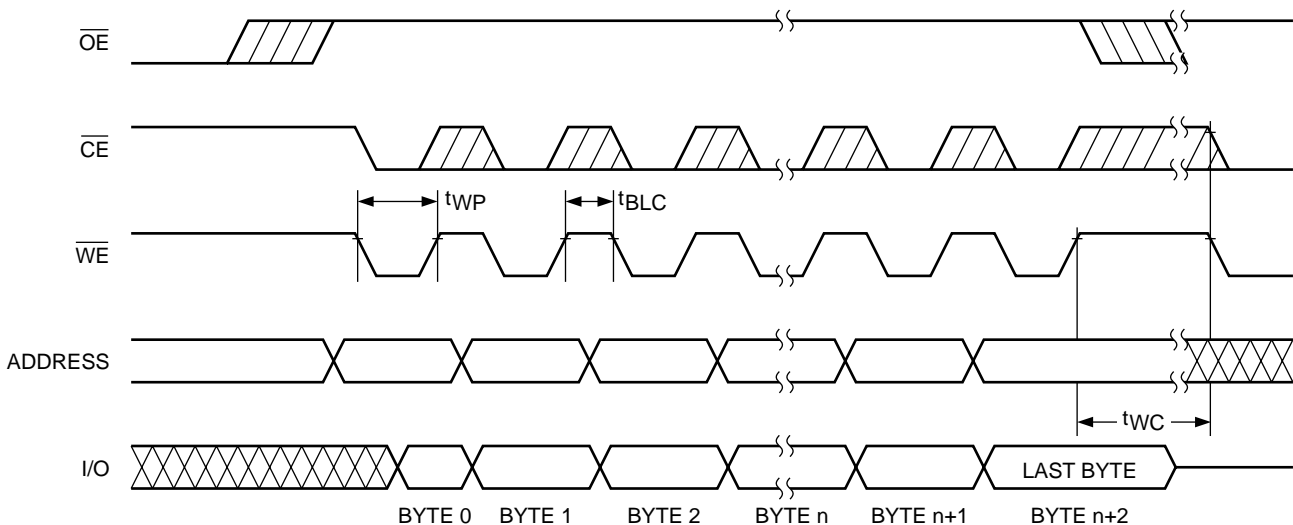 OE
CE
tWP
tBLC
WE
ADDRESS
tWC
I/O
LAST BYTE
BYTE 0 BYTE 1 BYTE 2 BYTE n BYTE n+1 BYTE n+2